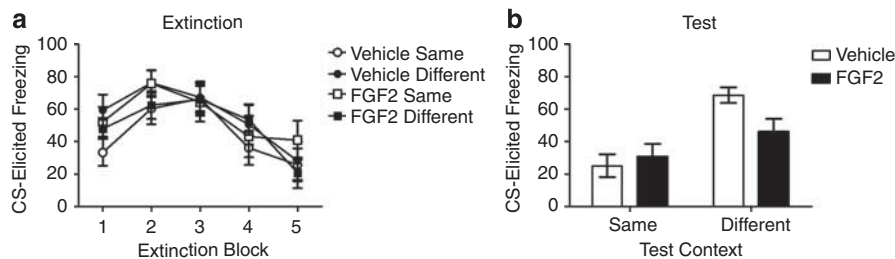 a
Extinction
CS-Elicited Freezing
100
80
60
40
20
0
1 2 3 4 5
Extinction Block
Vehicle Same
Vehicle Different
FGF2 Same
FGF2 Different
b
Test
CS-Elicited Freezing
100
80
60
40
20
0
Same Different
Test Context
Vehicle
FGF2